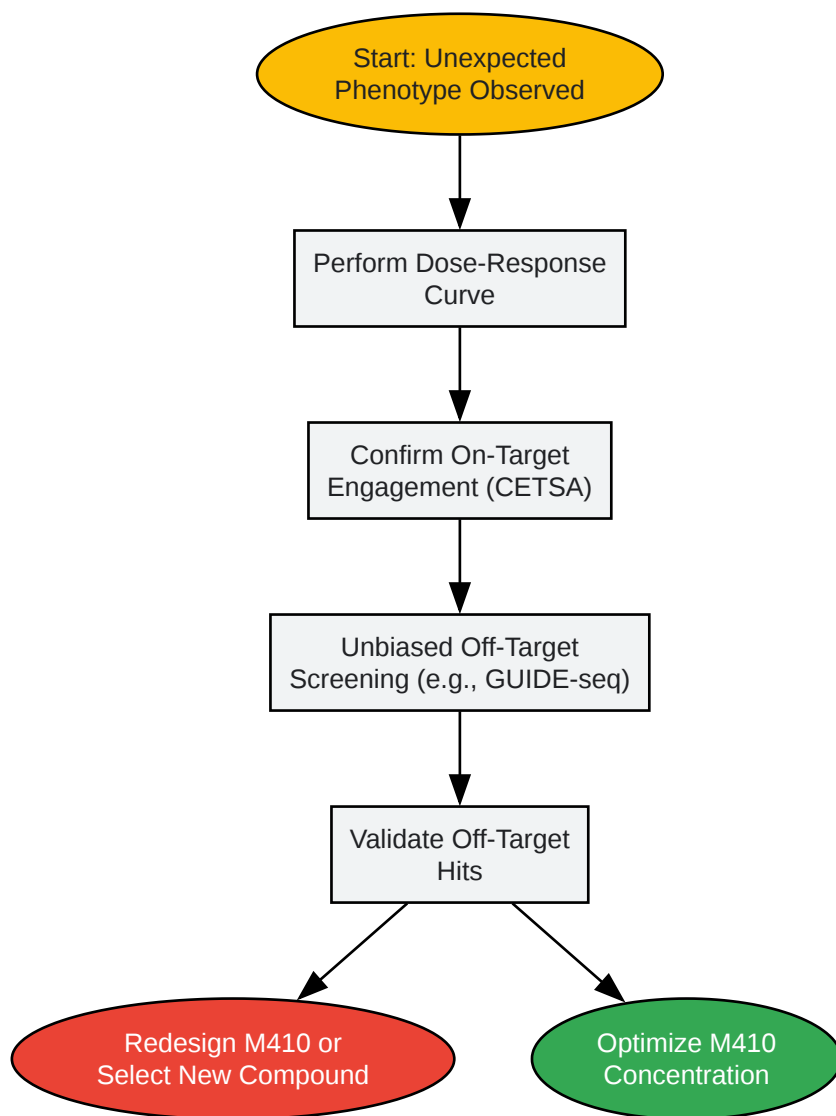 Start: Unexpected
Phenotype Observed
Perform Dose-Response
Curve
Confirm On-Target
Engagement (CETSA)
Unbiased Off-Target
Screening (e.g., GUIDE-seq)
Validate Off-Target
Hits
Redesign M410 or
Select New Compound
Optimize M410
Concentration